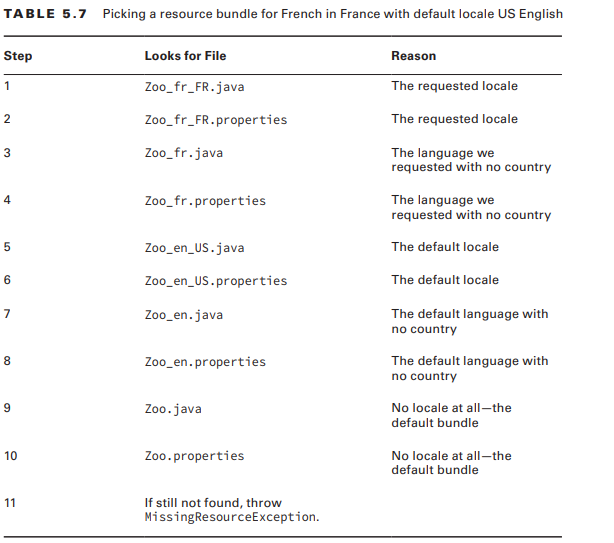 TABLE 5.7 Picking a resource bundle for French in France with default locale US English
Step Looks for File Reason
1 Zoo_fr_FR.java The requested locale
2 Zoo_fr_FR.properties The requested locale
3 Zoo_fr.java The language we
requested with no country
4 Zoo_fr.properties The language we
requested with no country
5 Zoo_en_US.java The default locale
6 Zoo_en_US.properties The default locale
7 Zoo_en.java The default language with
no country
8 Zoo_en.properties The default language with
no country
9 Zoo.java No locale at all—the
default bundle
10 Zoo.properties No locale at all—the
default bundle
11 If still not found, throw
MissingResourceException.